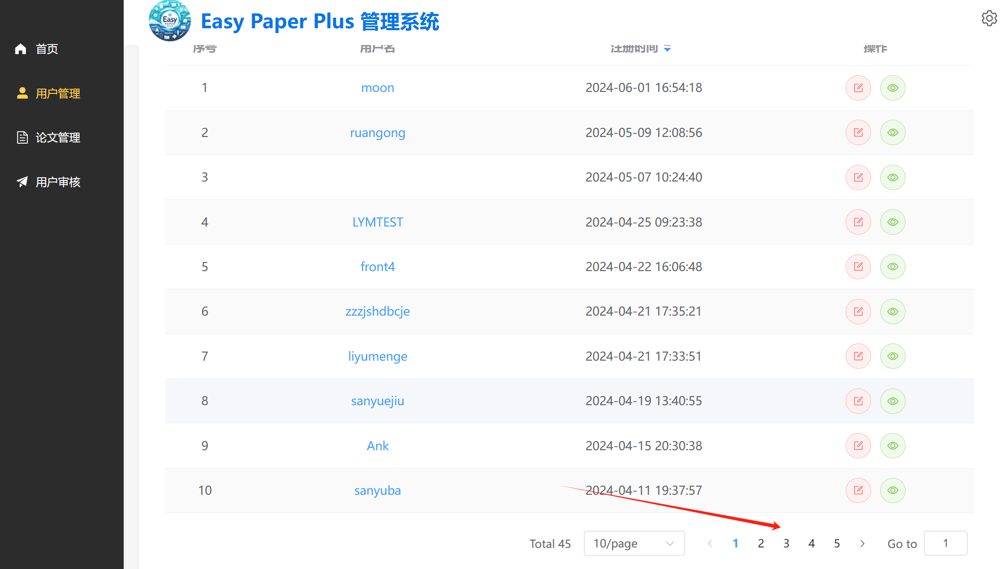 Easy
PAPER
PLUS
Easy Paper Plus 管理系统
首页
用户管理
论文管理
用户审核
序号 用户名 注册时间 操作
1 moon 2024-06-01 16:54:18
2 ruangong 2024-05-09 12:08:56
3 2024-05-07 10:24:40
4 LYMTEST 2024-04-25 09:23:38
5 front4 2024-04-22 16:06:48
6 zzzjshdbcje 2024-04-21 17:35:21
7 liyumenge 2024-04-21 17:33:51
8 sanyuejiu 2024-04-19 13:40:55
9 Ank 2024-04-15 20:30:38
10 sanyuba 2024-04-11 19:37:57
Total 45 10/page 1 2 3 4 5 Go to 1